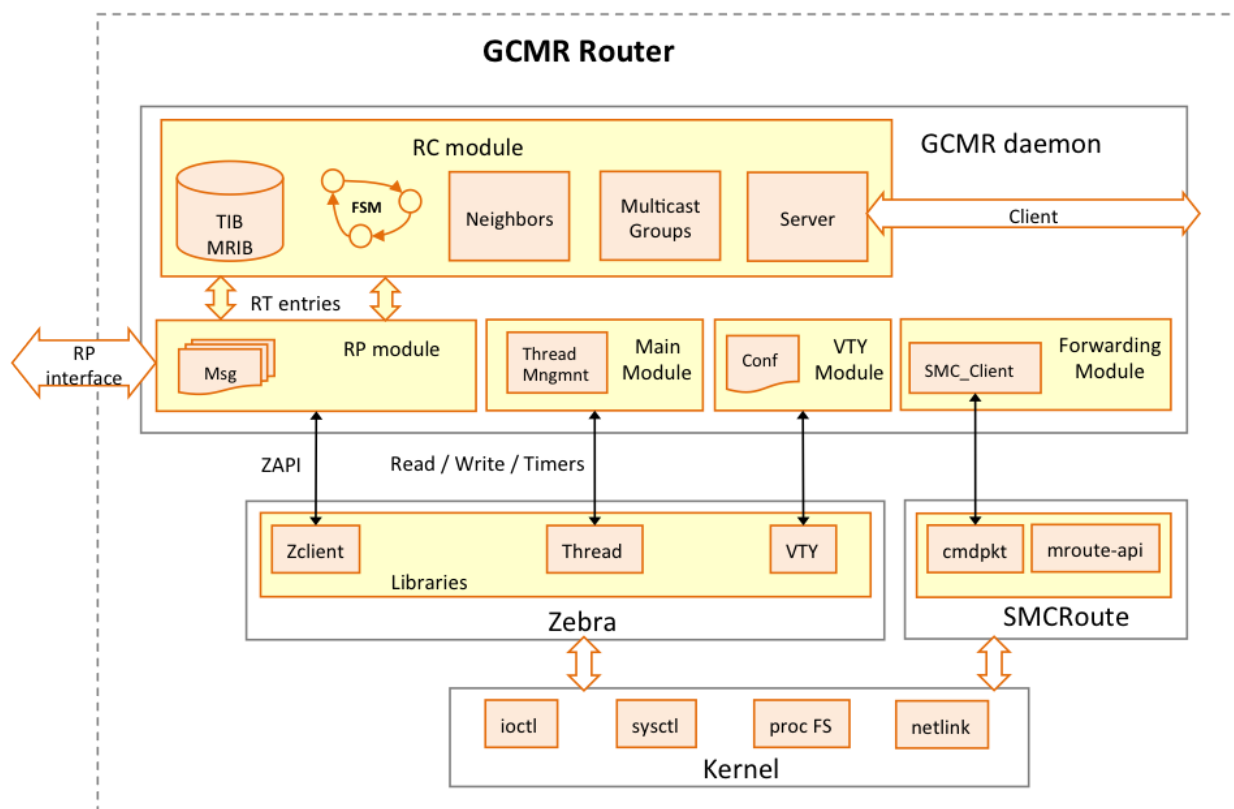 GCMR Router
RC module
GCMR daemon
TIB
MRIB
FSM
Neighbors
Multicast
Groups
Server
Client
RT entries
RP
interface
RP module
Msg
Thread
Mngmnt
Main
Module
Conf
VTY
Module
SMC_Client
Forwarding
Module
ZAPI
Read / Write / Timers
Zclient
Thread
VTY
Libraries
Zebra
cmdpkt
mroute-api
SMCRoute
ioctl
sysctl
proc FS
netlink
Kernel